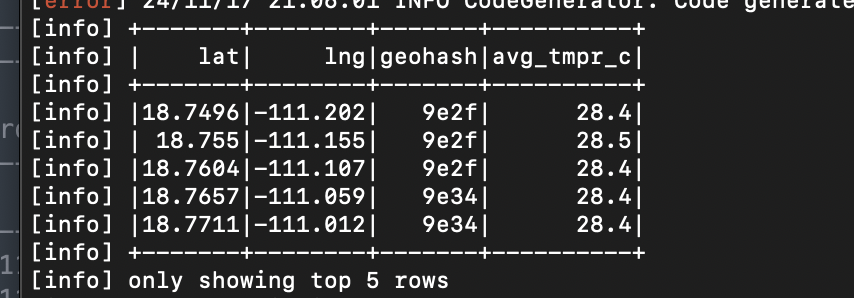 [error] 24/11/17 21:06:01 INFO CodeGenerator: Code generate
[info] +-------+--------+-------+----------+
[info] |    lat|     lng|geohash|avg_tmpr_c|
[info] +-------+--------+-------+----------+
[info] |18.7496|-111.202|   9e2f|      28.4|
[info] | 18.755|-111.155|   9e2f|      28.5|
[info] |18.7604|-111.107|   9e2f|      28.4|
[info] |18.7657|-111.059|   9e34|      28.4|
[info] |18.7711|-111.012|   9e34|      28.4|
[info] +-------+--------+-------+----------+
[info] only showing top 5 rows